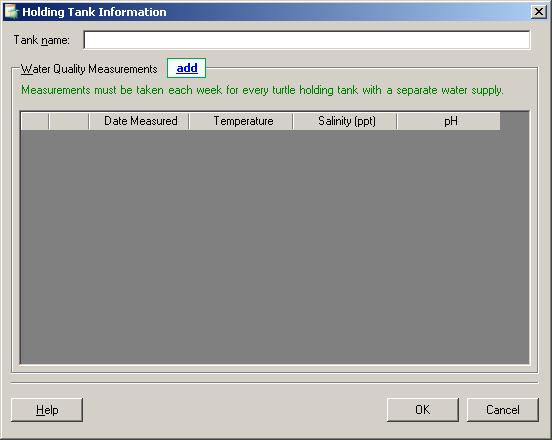 Holding Tank Information
Tank name:
Water Quality Measurements add
Measurements must be taken each week for every turtle holding tank with a separate water supply.
Date Measured Temperature Salinity (ppt) pH
Help OK Cancel